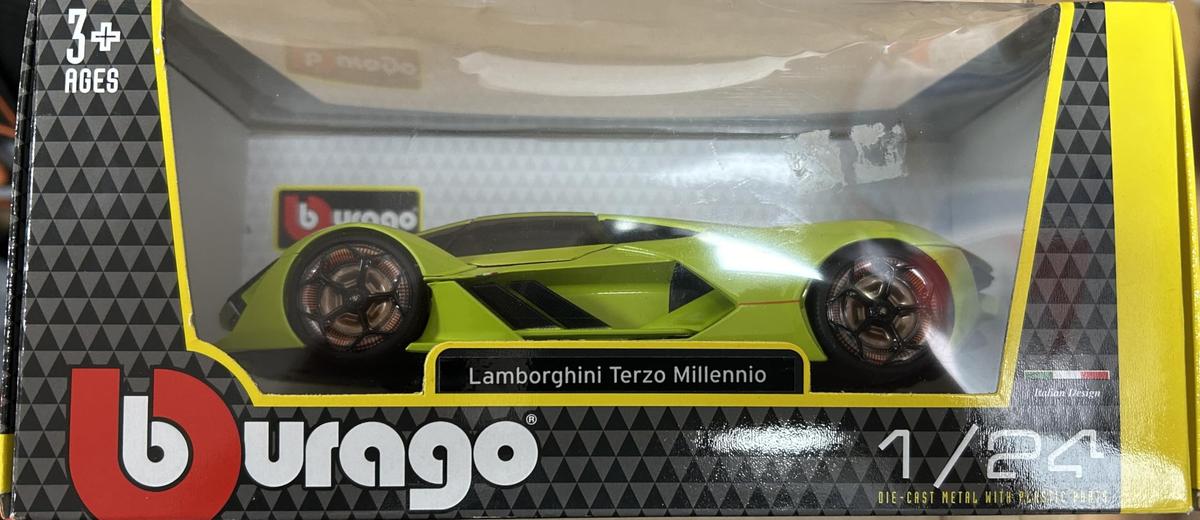 3+
AGES
Burago
Lamborghini Terzo Millennio
Italian Design
Burago®
1/24
DIE-CAST METAL WITH PLASTIC PARTS